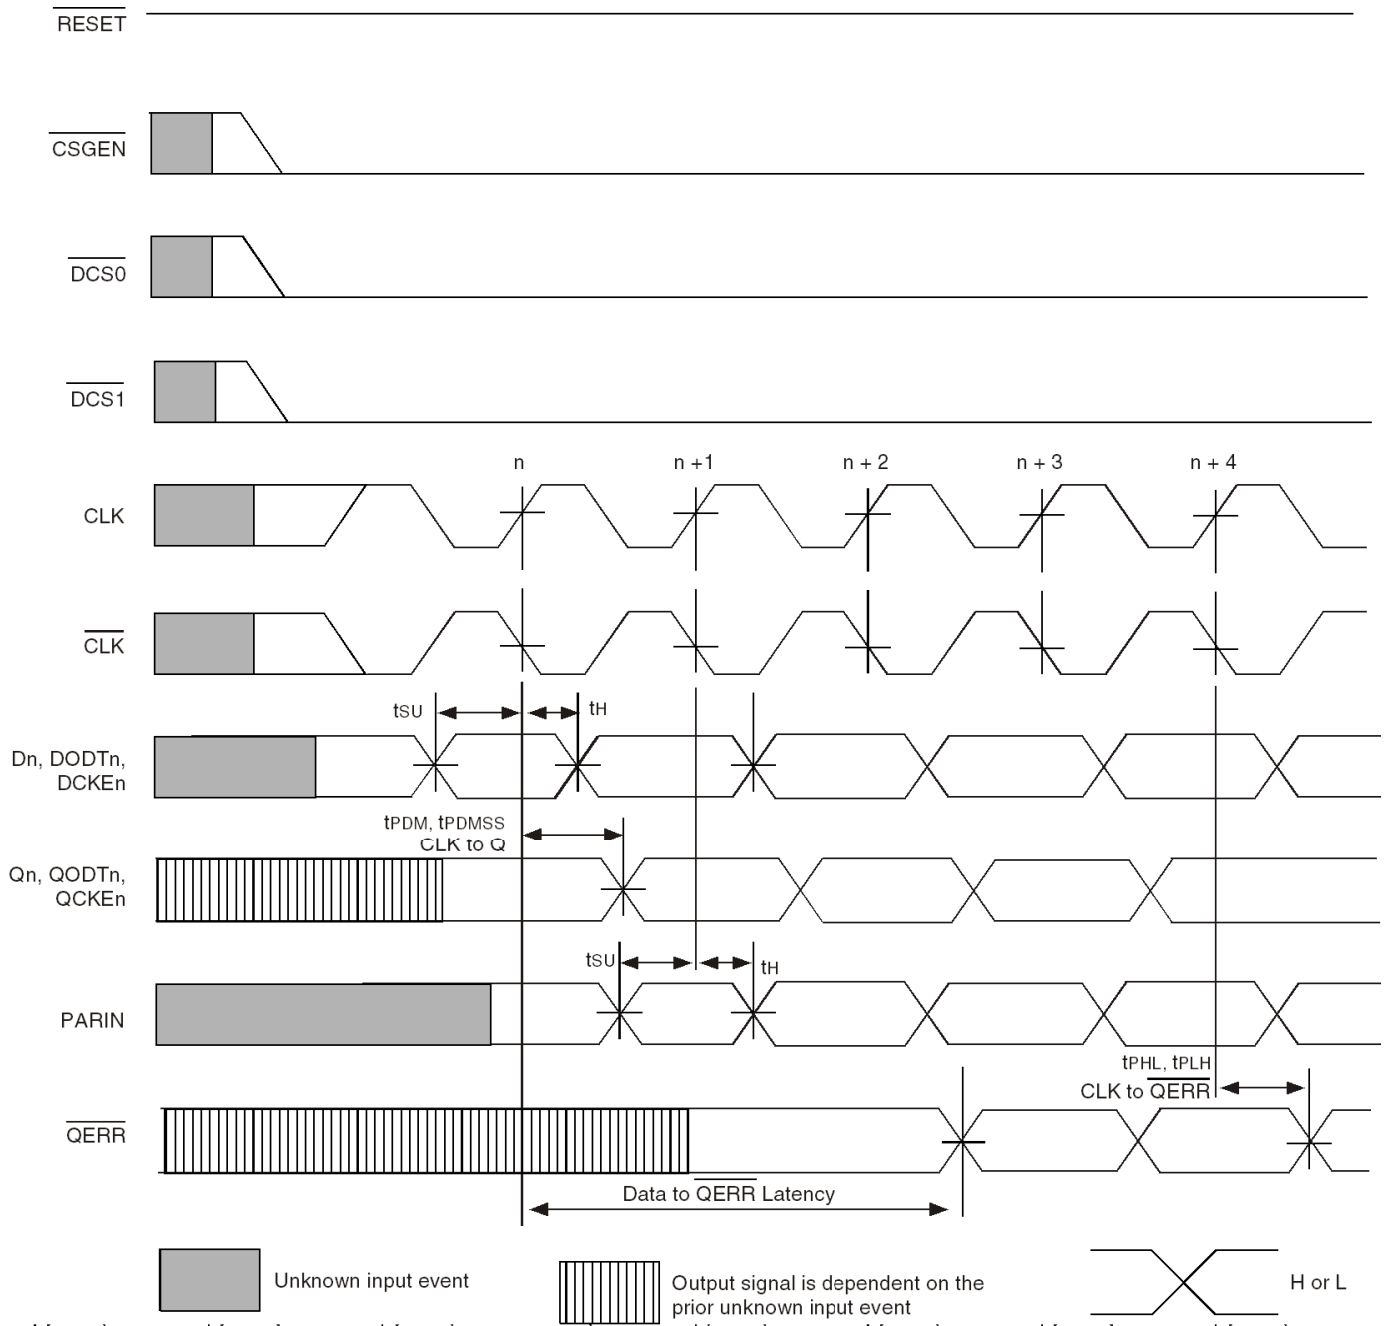 RESET
CSGEN
DCS0
DCS1
n n +1 n + 2 n + 3 n + 4
CLK
CLK
tSU tH
Dn, DODTn,
DCKEn
tPDM, tPDMSS
CLK to Q
Qn, QODTn,
QCKEn
tSU tH
PARIN
tPHL, tPLH
CLK to QERR
QERR
Data to QERR Latency
Unknown input event
Output signal is dependent on the
prior unknown input event
H or L